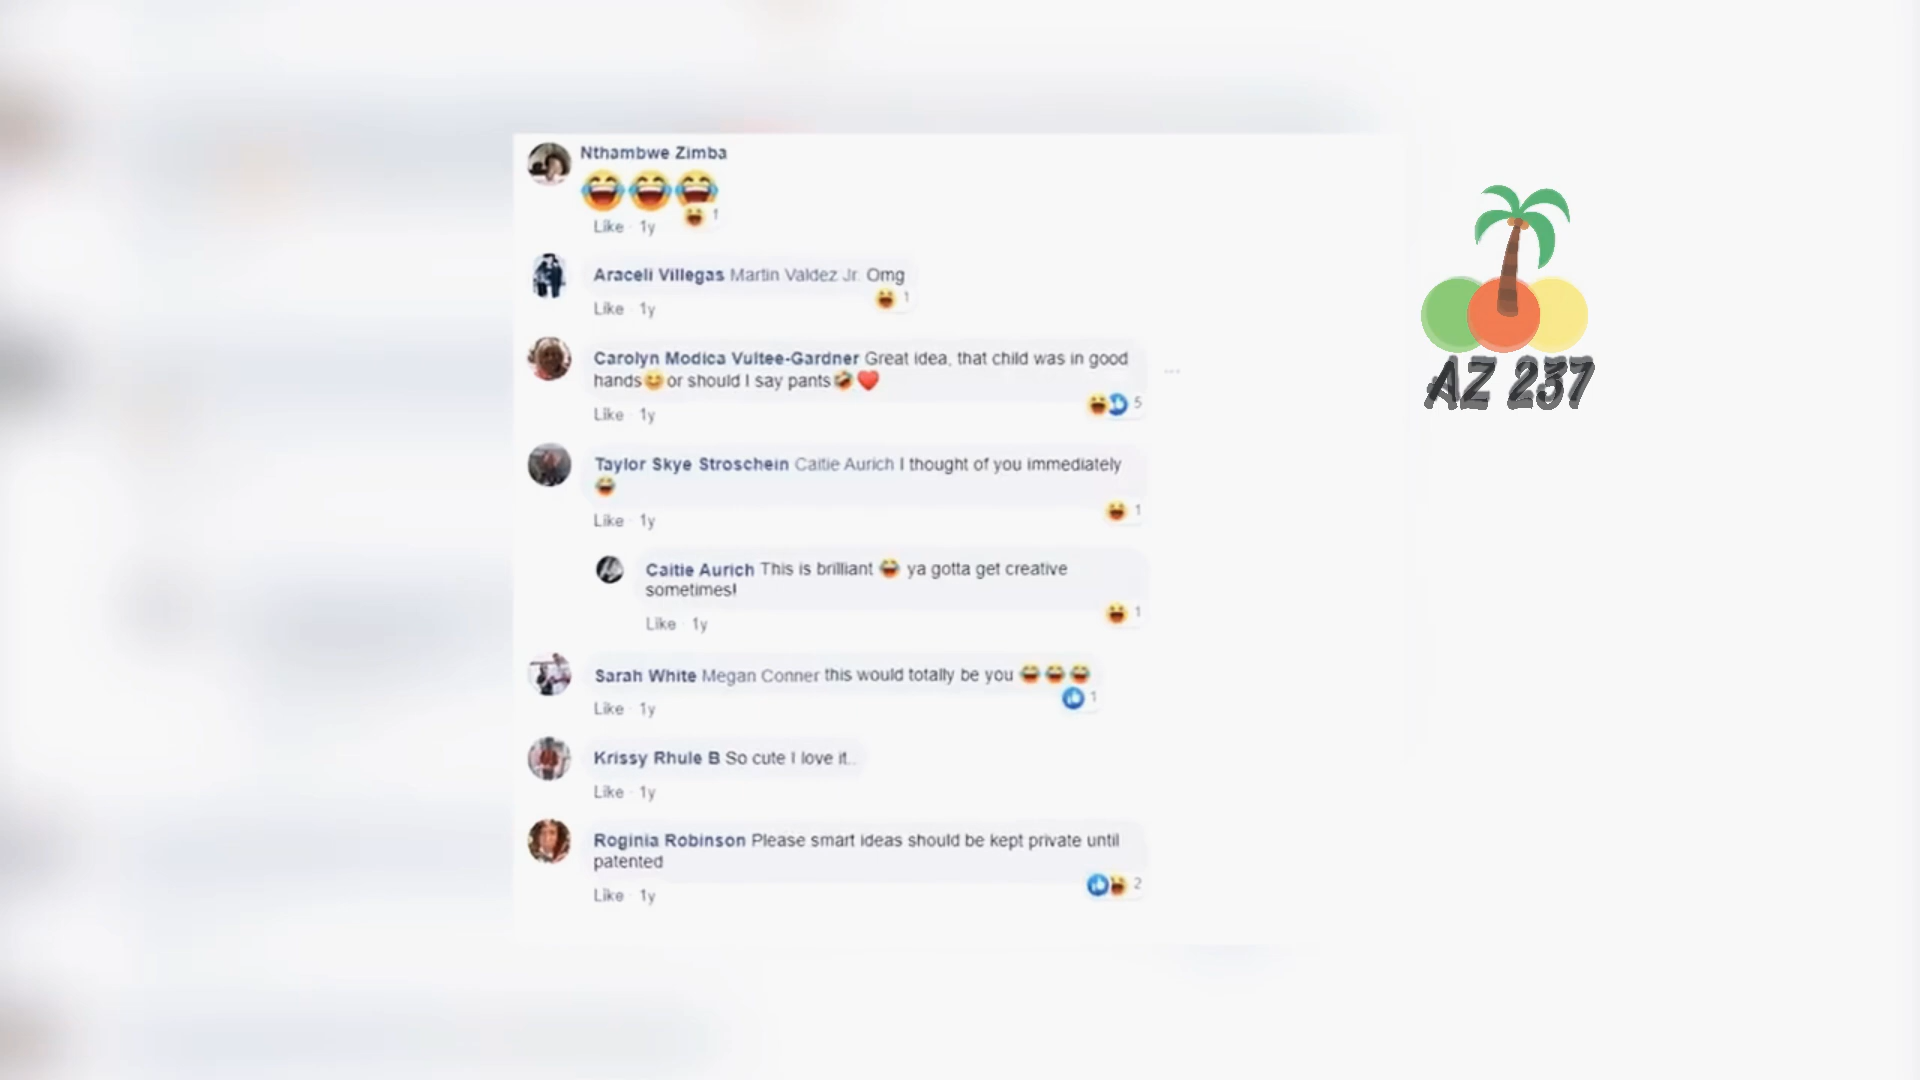 Nthambwe Zimba
😂😂😂
1
Like · 1y
Araceli Villegas Martin Valdez Jr. Omg
1
Like · 1y
Carolyn Modica Vultee-Gardner Great idea, that child was in good
hands😄or should I say pants🤣❤️
5
Like · 1y
Taylor Skye Stroschein Caitie Aurich I thought of you immediately
😂
1
Like · 1y
Caitie Aurich This is brilliant 😂 ya gotta get creative
sometimes!
1
Like · 1y
Sarah White Megan Conner this would totally be you 😂😂😂
1
Like · 1y
Krissy Rhule B So cute I love it..
Like · 1y
Roginia Robinson Please smart ideas should be kept private until
patented
2
Like · 1y
AZ 237